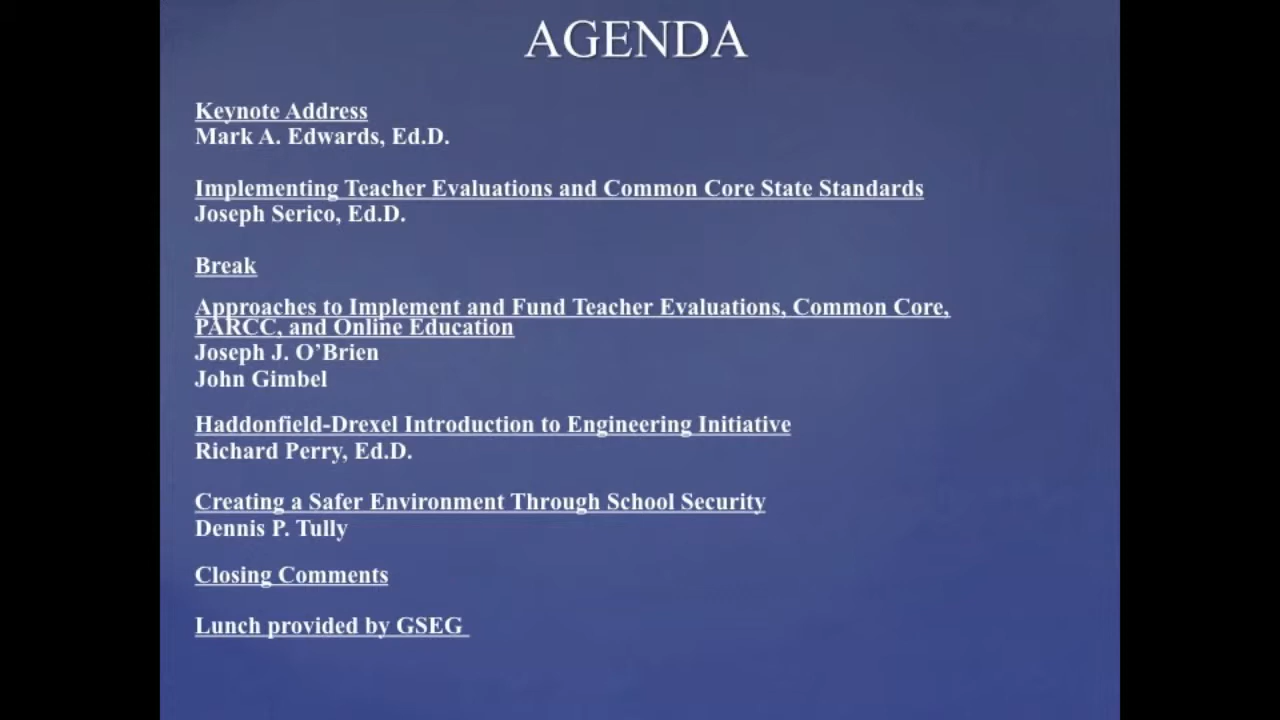 AGENDA
Keynote Address
Mark A. Edwards, Ed.D.
Implementing Teacher Evaluations and Common Core State Standards
Joseph Serico, Ed.D.
Break
Approaches to Implement and Fund Teacher Evaluations, Common Core,
PARCC, and Online Education
Joseph J. O’Brien
John Gimbel
Haddonfield-Drexel Introduction to Engineering Initiative
Richard Perry, Ed.D.
Creating a Safer Environment Through School Security
Dennis P. Tully
Closing Comments
Lunch provided by GSEG